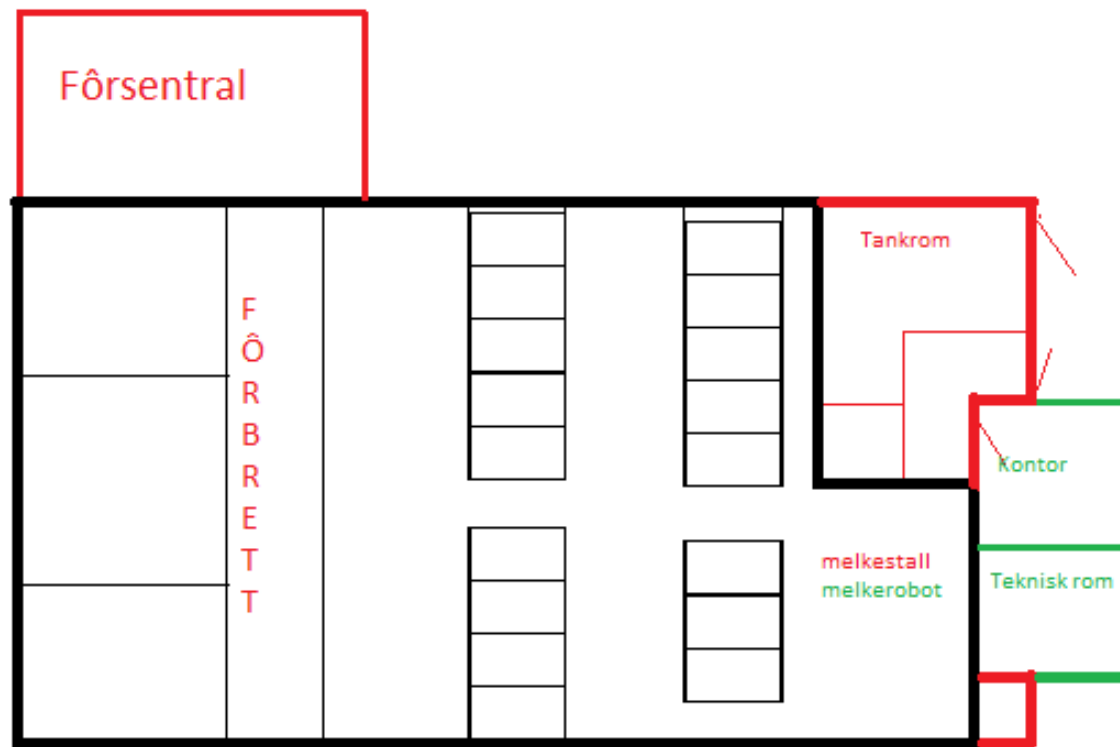 Fôrsentral
Tankrom
F
Ô
R
B
R
E
T
T
Kontor
melkestall
melkerobot
Teknisk rom